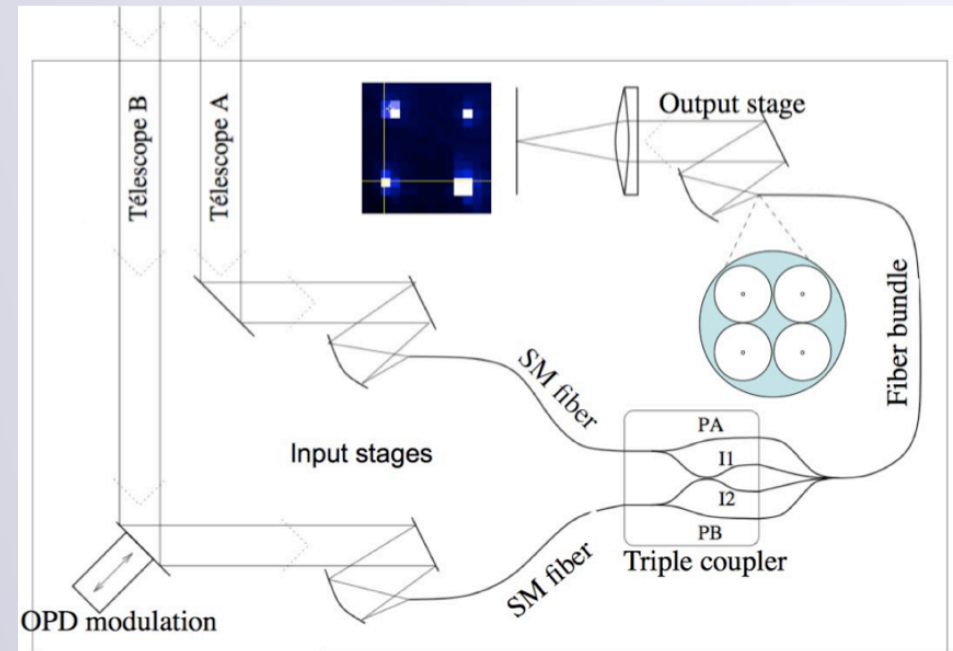 Télescope B
Télescope A
Output stage
Fiber bundle
SM fiber
Input stages
PA
I1
I2
PB
Triple coupler
SM fiber
OPD modulation